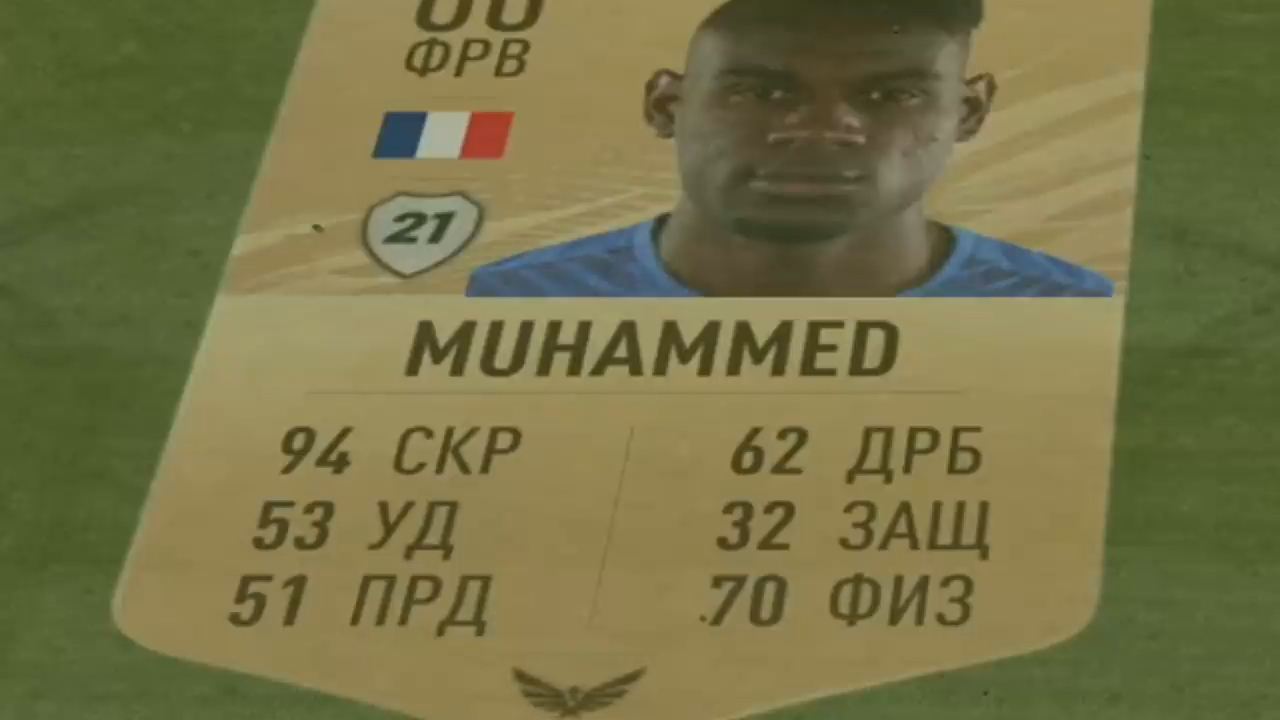 ФРВ
21
MUHAMMED
94 СКР
53 УД
51 ПРД
62 ДРБ
32 ЗАЩ
70 ФИЗ